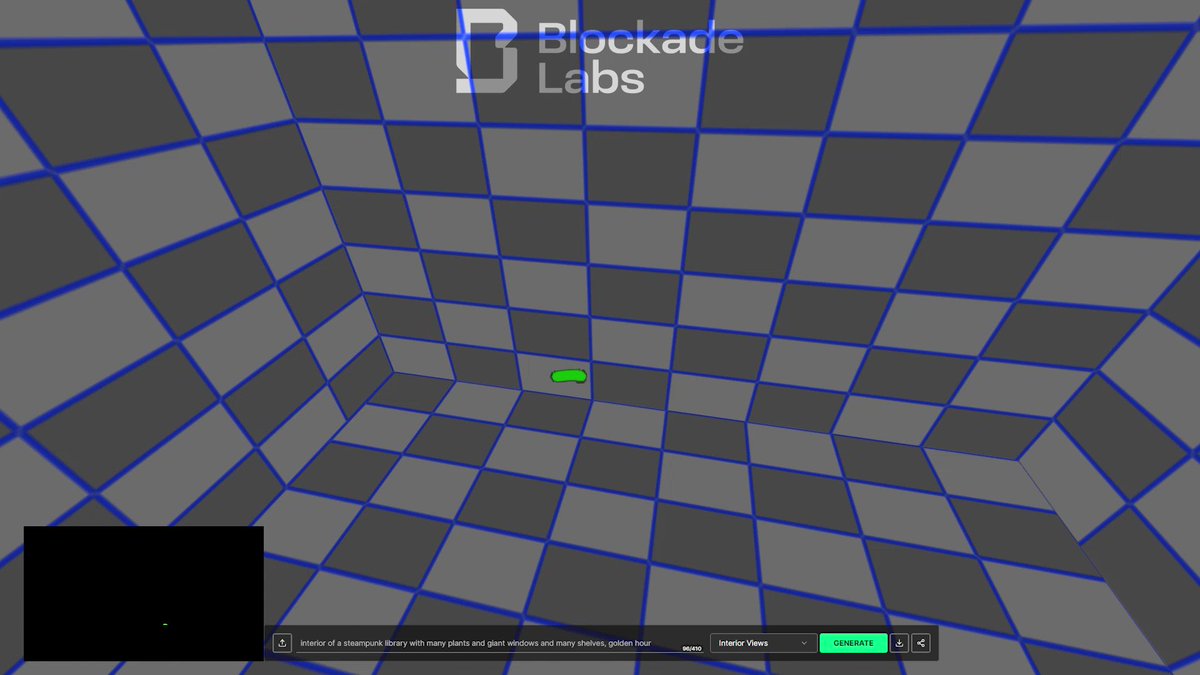 Blockade
Labs
interior of a steampunk library with many plants and giant windows and many shelves, golden hour
96/410
Interior Views
GENERATE